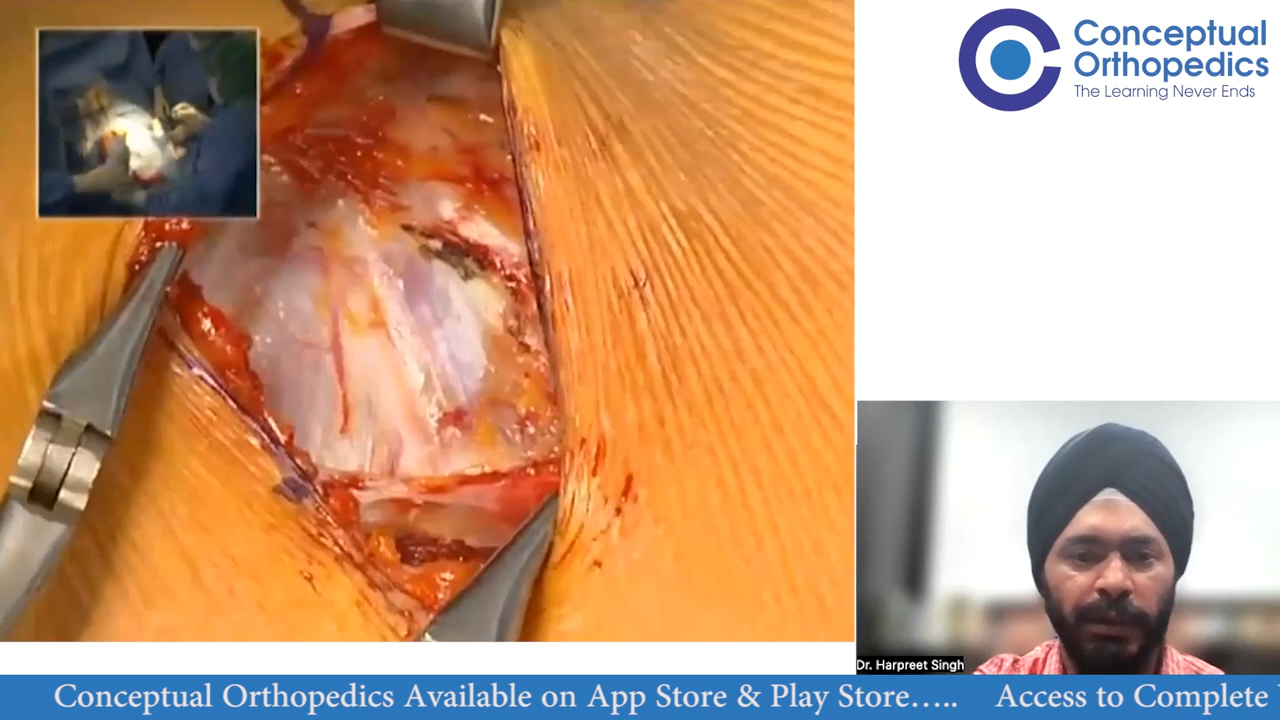 Conceptual
Orthopedics
The Learning Never Ends
Dr. Harpreet Singh
Conceptual Orthopedics Available on App Store & Play Store..... Access to Complete